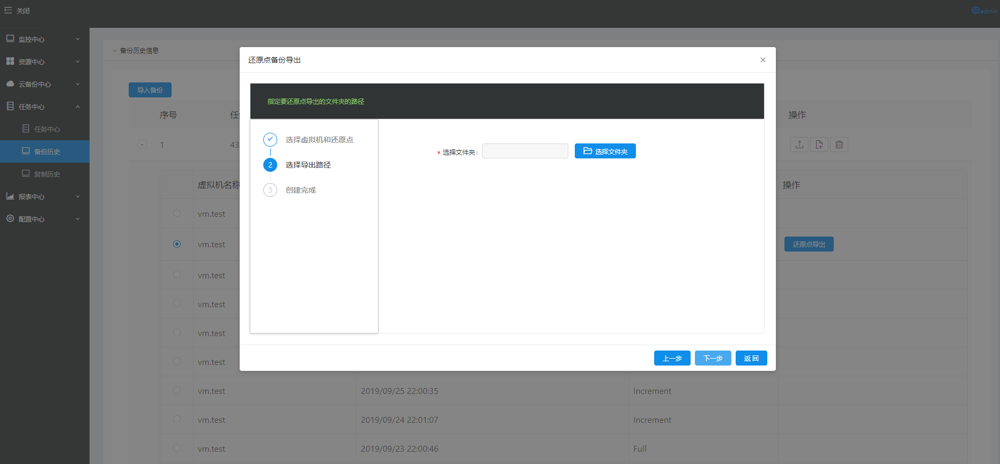 关闭
admin
监控中心
资源中心
云备份中心
任务中心
任务中心
备份历史
复制历史
报表中心
配置中心
备份历史信息
导入备份
序号
操作
- 1 43
虚拟机名称
操作
vm.test
vm.test
还原点导出
vm.test
vm.test
vm.test
vm.test
vm.test 2019/09/25 22:00:35 Increment
vm.test 2019/09/24 22:01:07 Increment
vm.test 2019/09/23 22:00:46 Full
还原点备份导出
指定要还原点导出的文件夹的路径
选择虚拟机和还原点
2 选择导出路径
3 创建完成
* 选择文件夹:
选择文件夹
上一步 下一步 返回